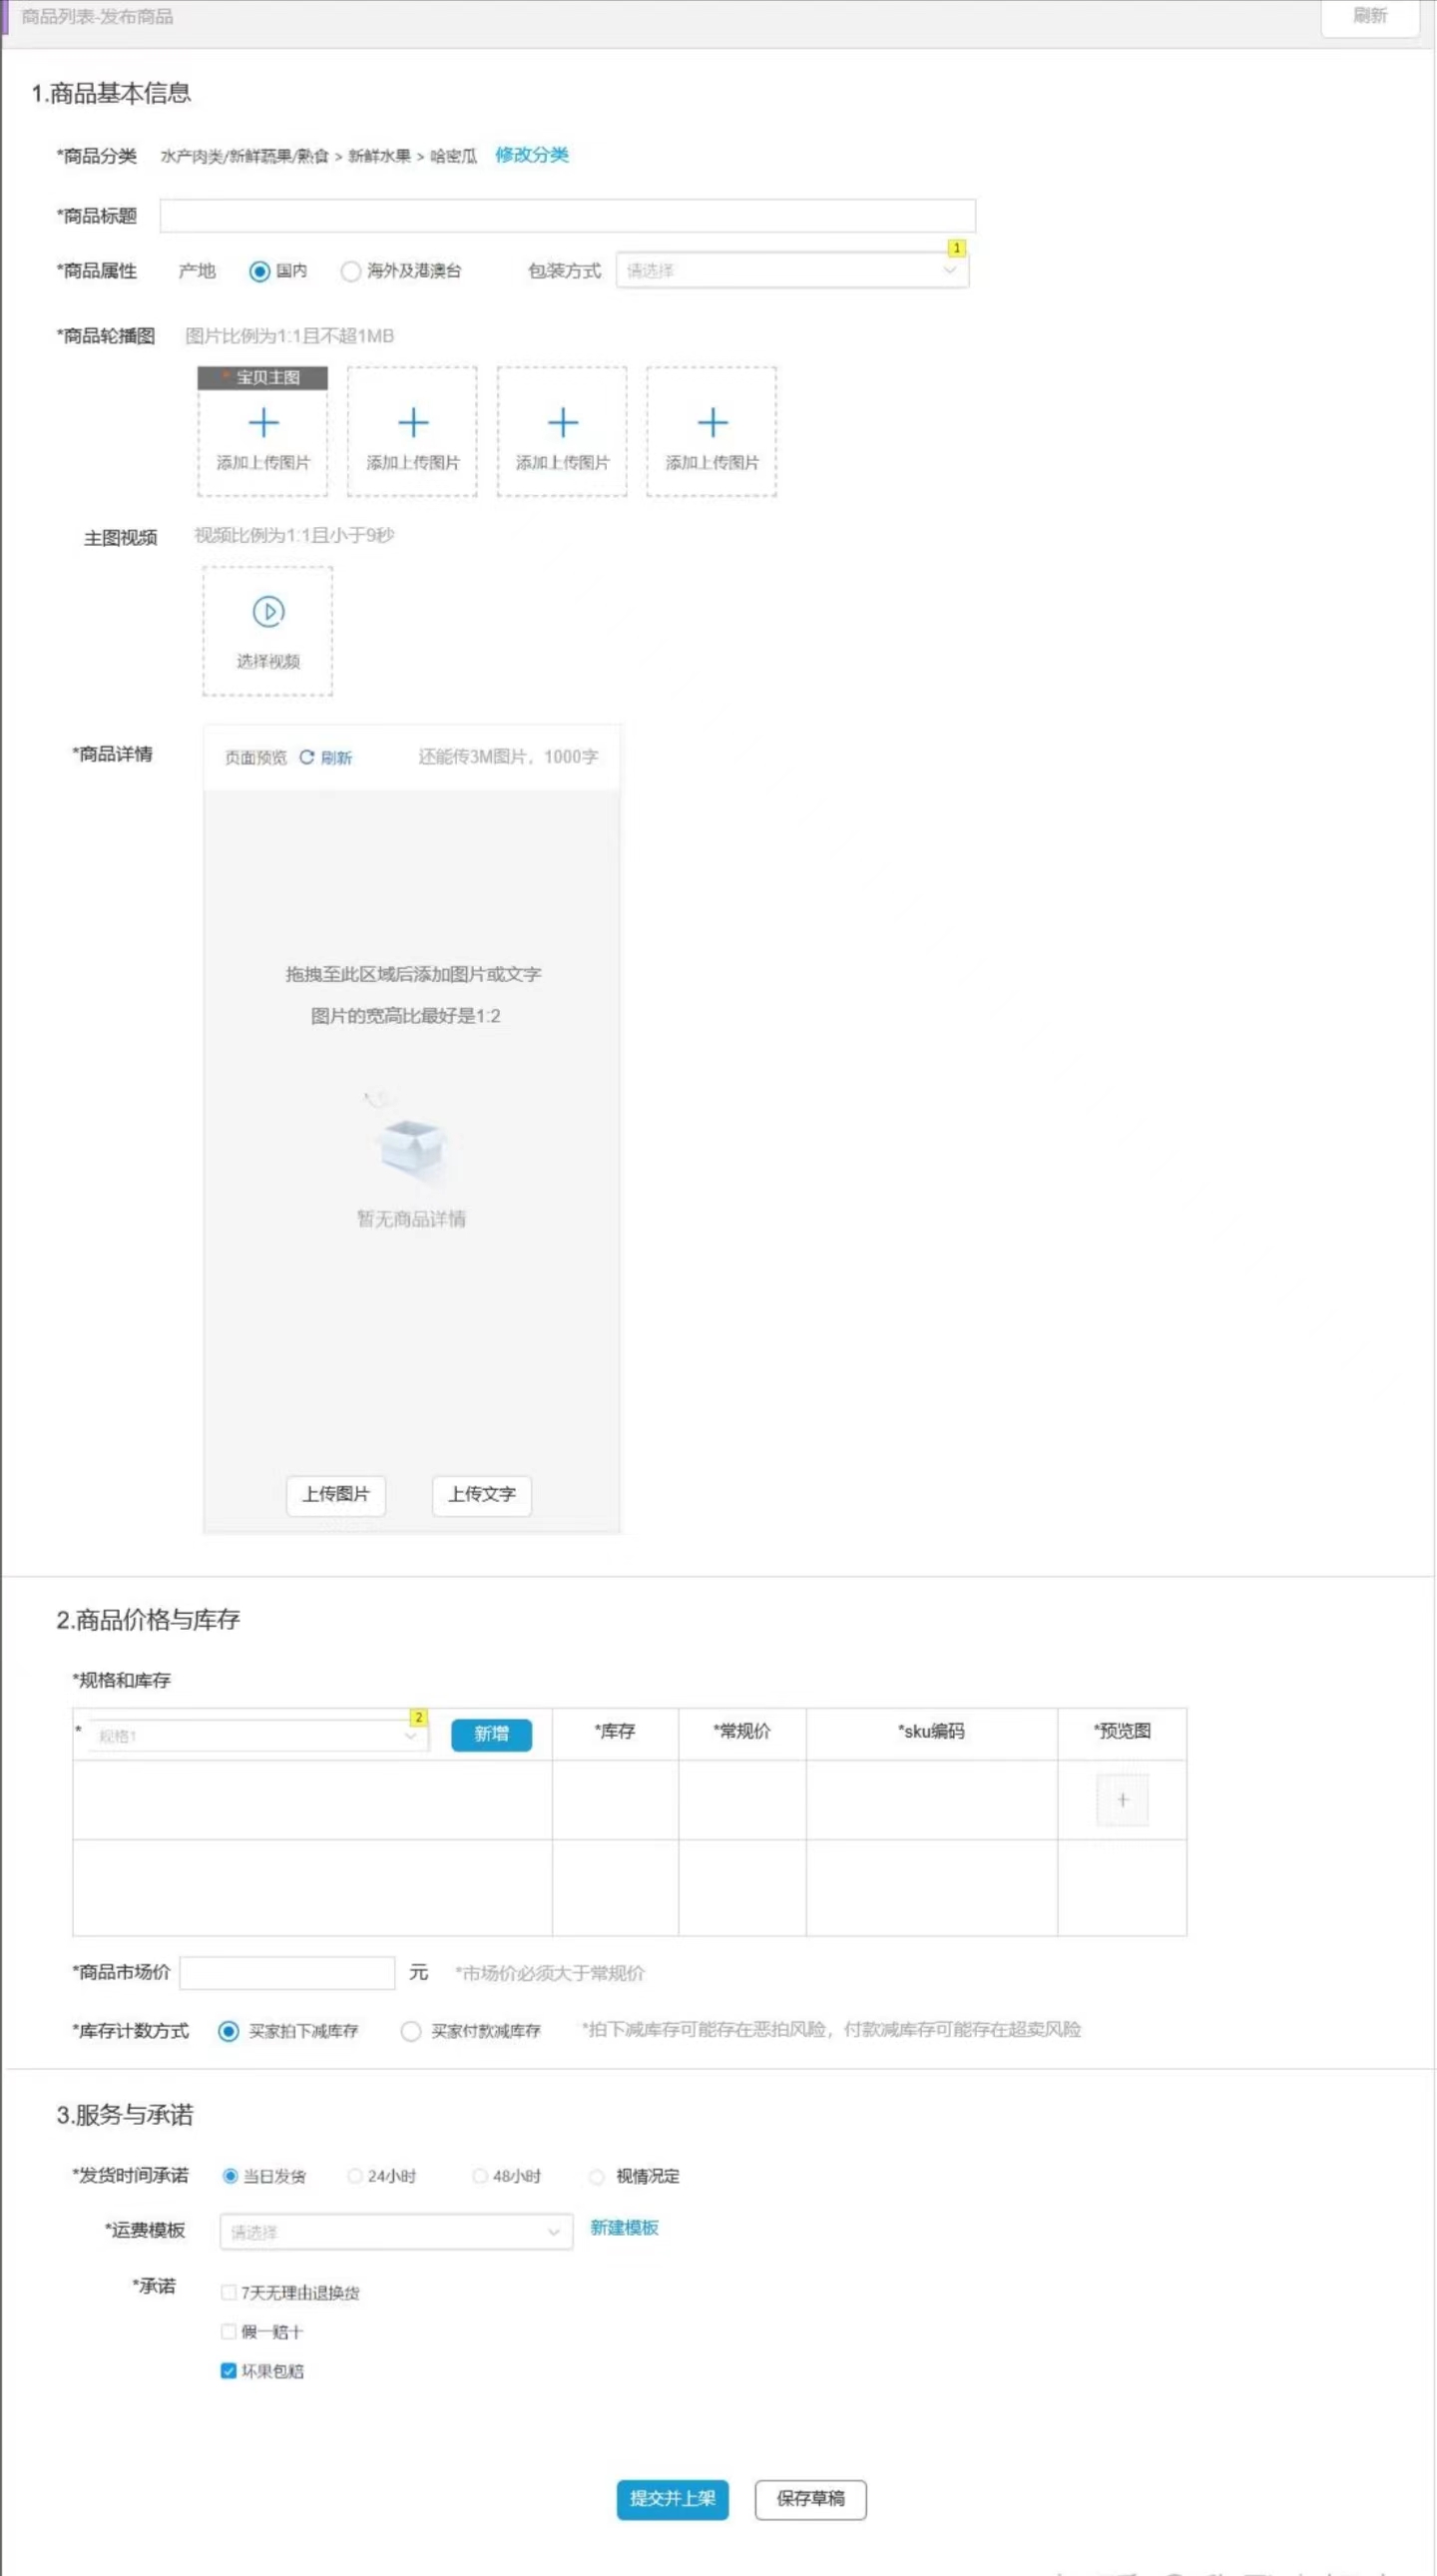 商品列表-发布商品
刷新
1.商品基本信息
*商品分类 水产肉类/新鲜蔬果/熟食 > 新鲜水果 > 哈密瓜 修改分类
*商品标题
1
*商品属性 产地 国内 海外及港澳台 包装方式 请选择
*商品轮播图 图片比例为1:1且不超1MB
* 宝贝主图
添加上传图片 添加上传图片 添加上传图片 添加上传图片
主图视频 视频比例为1:1且小于9秒
选择视频
*商品详情 页面预览 刷新 还能传3M图片，1000字
拖拽至此区域后添加图片或文字
图片的宽高比最好是1:2
暂无商品详情
上传图片 上传文字
2.商品价格与库存
*规格和库存
2
* 规格1 新增 *库存 *常规价 *sku编码 *预览图
*商品市场价 元 *市场价必须大于常规价
*库存计数方式 买家拍下减库存 买家付款减库存 *拍下减库存可能存在恶拍风险，付款减库存可能存在超卖风险
3.服务与承诺
*发货时间承诺 当日发货 24小时 48小时 视情况定
*运费模板 请选择 新建模板
*承诺 7天无理由退换货
假一赔十
坏果包赔
提交并上架 保存草稿